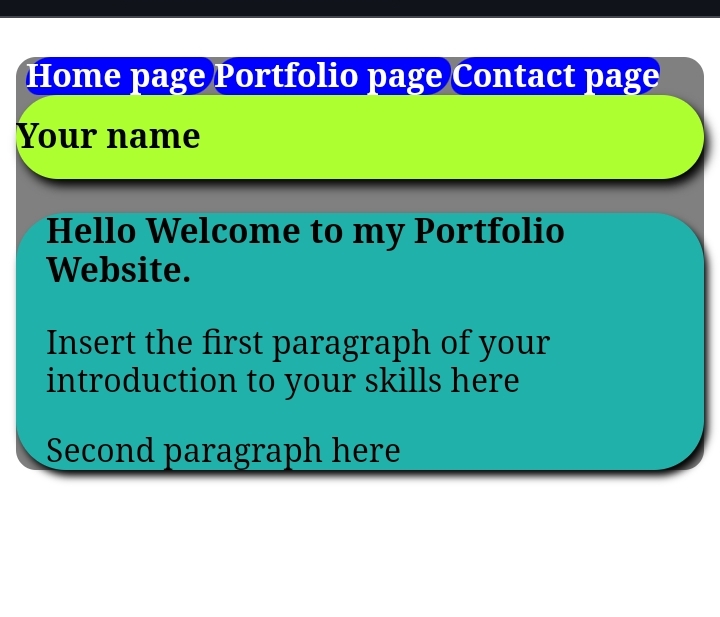 Home page Portfolio page Contact page
Your name
Hello Welcome to my Portfolio
Website.
Insert the first paragraph of your
introduction to your skills here
Second paragraph here